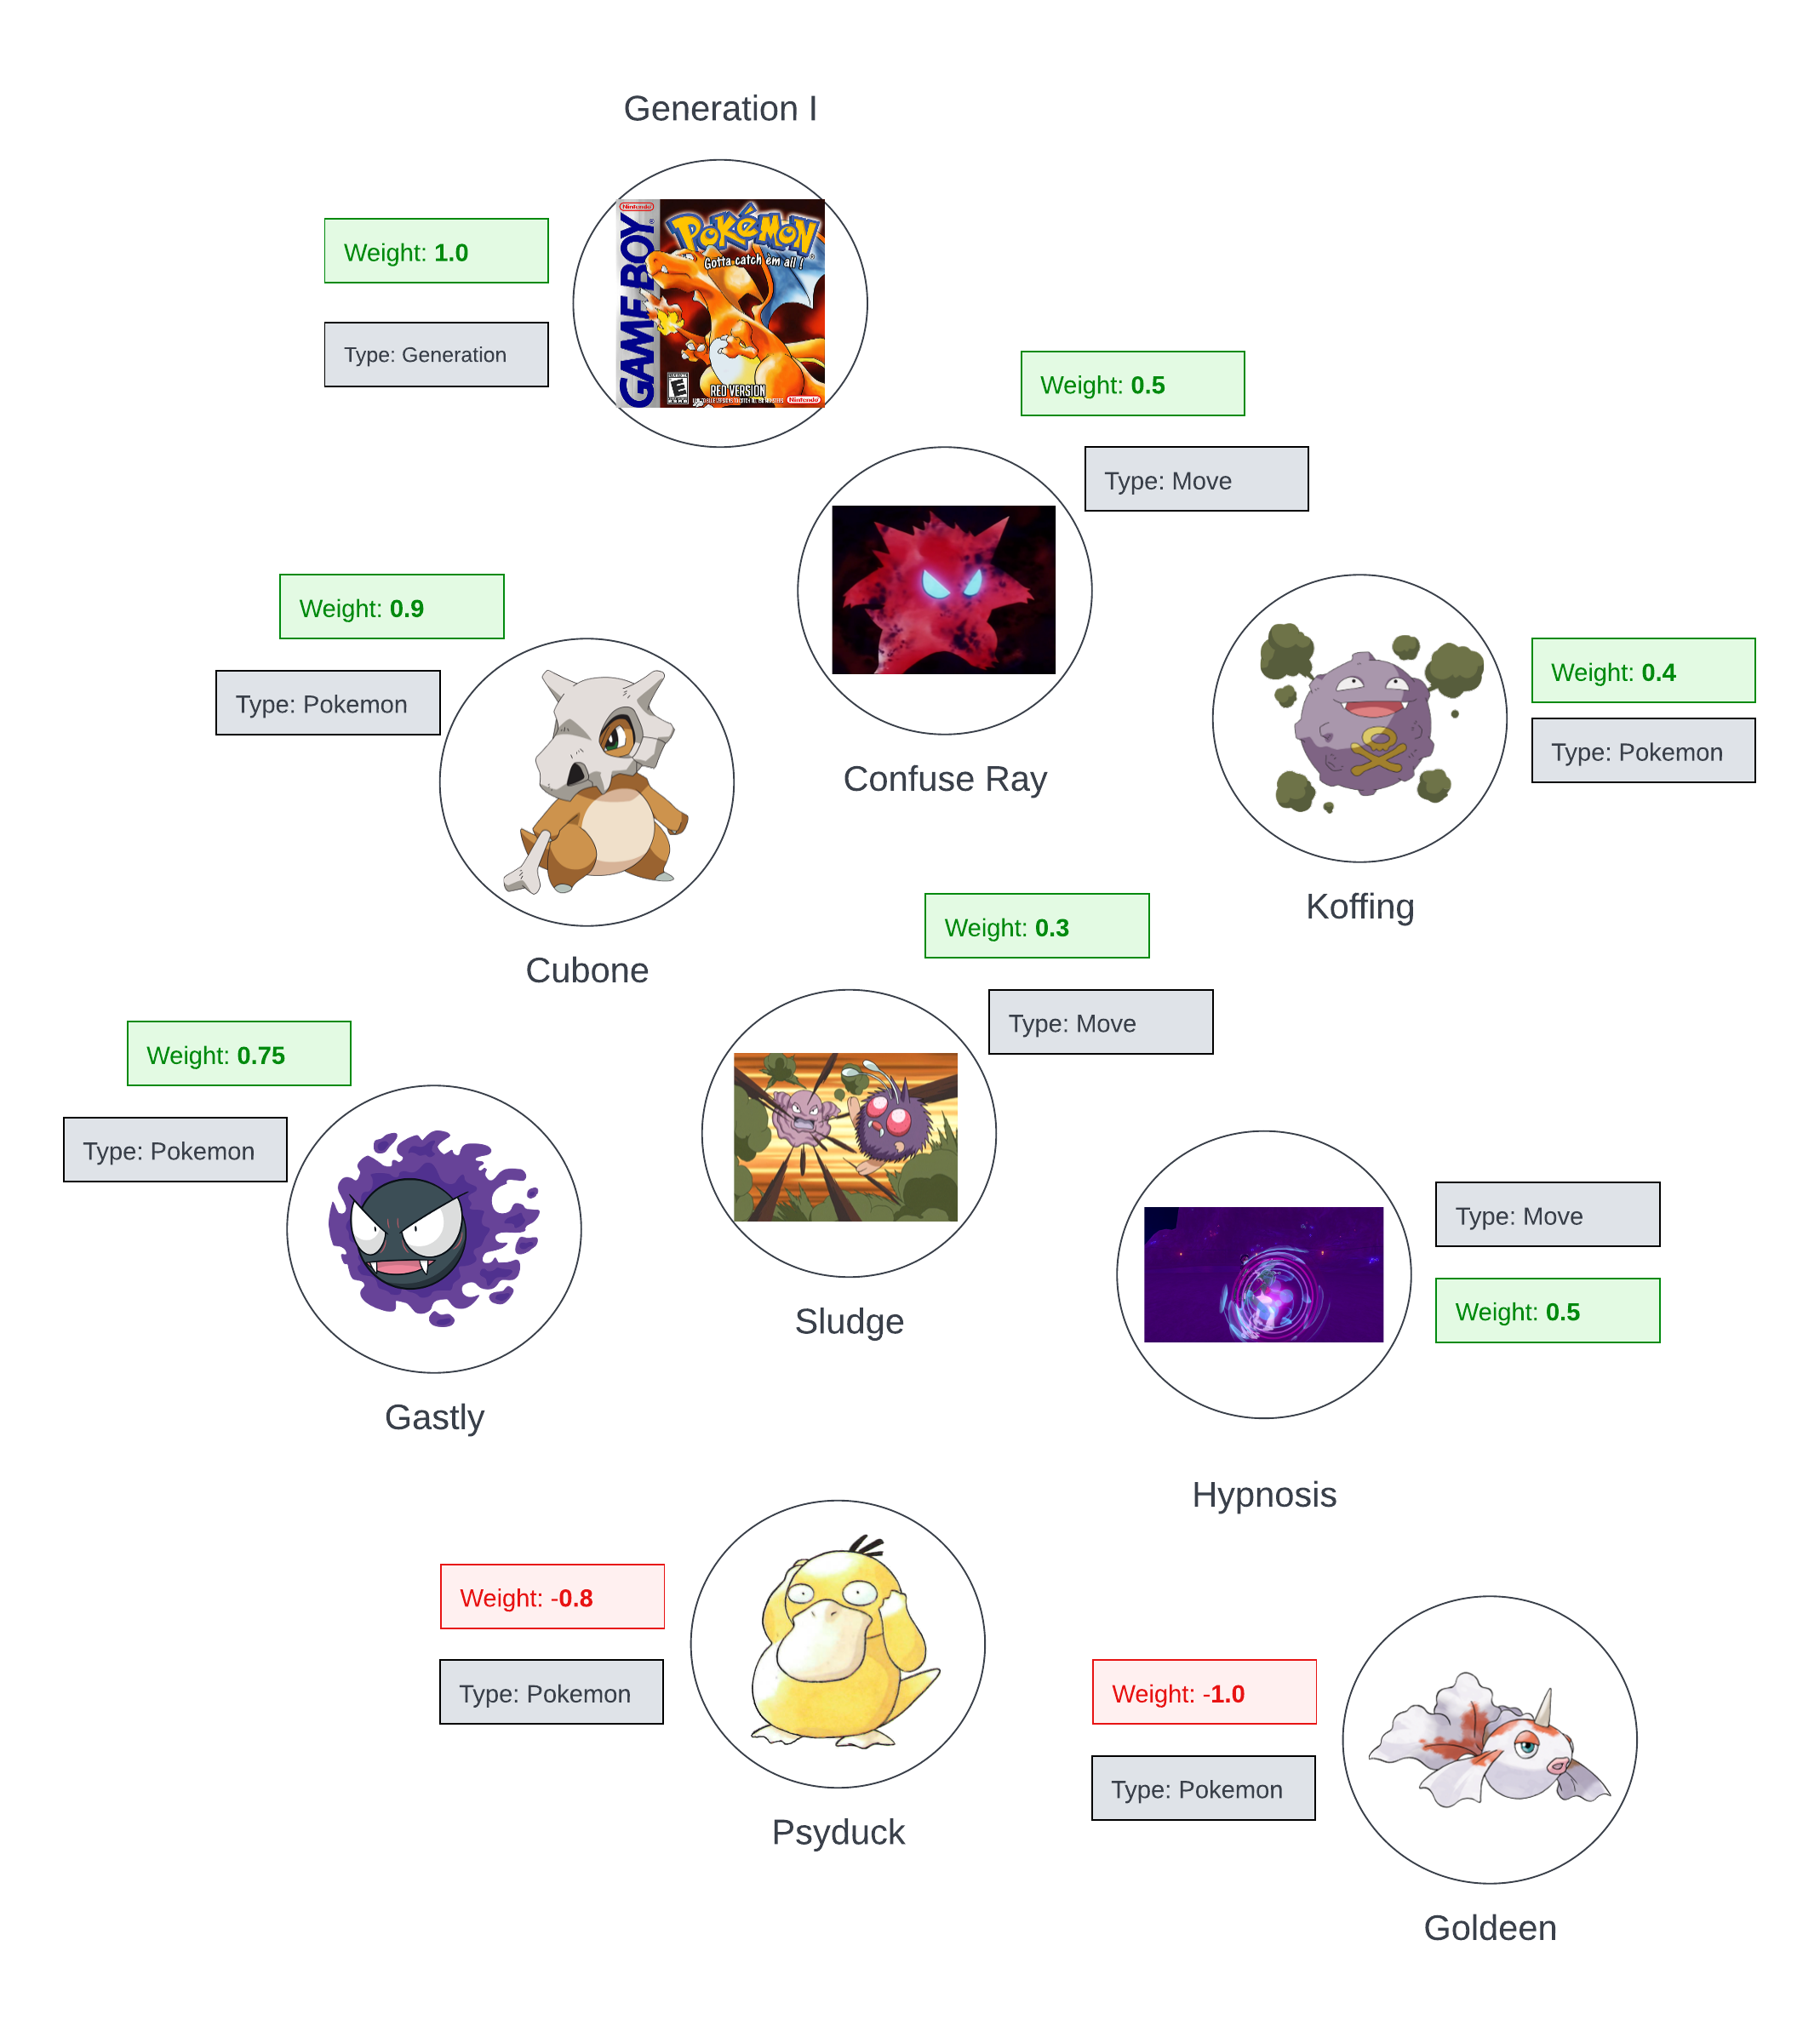 Generation I
Weight: 1.0
Type: Generation
Nintendo
GAME BOY
POKéMON
Gotta catch 'em all!
E
RED VERSION
Nintendo
Weight: 0.5
Type: Move
Confuse Ray
Weight: 0.9
Type: Pokemon
Cubone
Weight: 0.4
Type: Pokemon
Koffing
Weight: 0.3
Type: Move
Sludge
Weight: 0.75
Type: Pokemon
Gastly
Type: Move
Weight: 0.5
Hypnosis
Weight: -0.8
Type: Pokemon
Psyduck
Weight: -1.0
Type: Pokemon
Goldeen